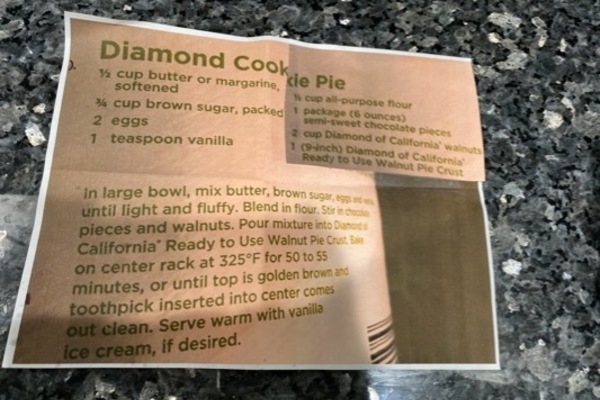 Diamond Cookie Pie
½ cup butter or margarine,
softened
¾ cup brown sugar, packed
2 eggs
1 teaspoon vanilla
cup all-purpose flour
1 package (6 ounces)
semi-sweet chocolate pieces
2 cup Diamond of California® walnuts
1 (9-inch) Diamond of California®
Ready to Use Walnut Pie Crust
In large bowl, mix butter, brown sugar, eggs and
until light and fluffy. Blend in flour. Stir in chocolate
pieces and walnuts. Pour mixture into Diamond of
California® Ready to Use Walnut Pie Crust. Bake
on center rack at 325°F for 50 to 55
minutes, or until top is golden brown and
toothpick inserted into center comes
out clean. Serve warm with vanilla
ice cream, if desired.